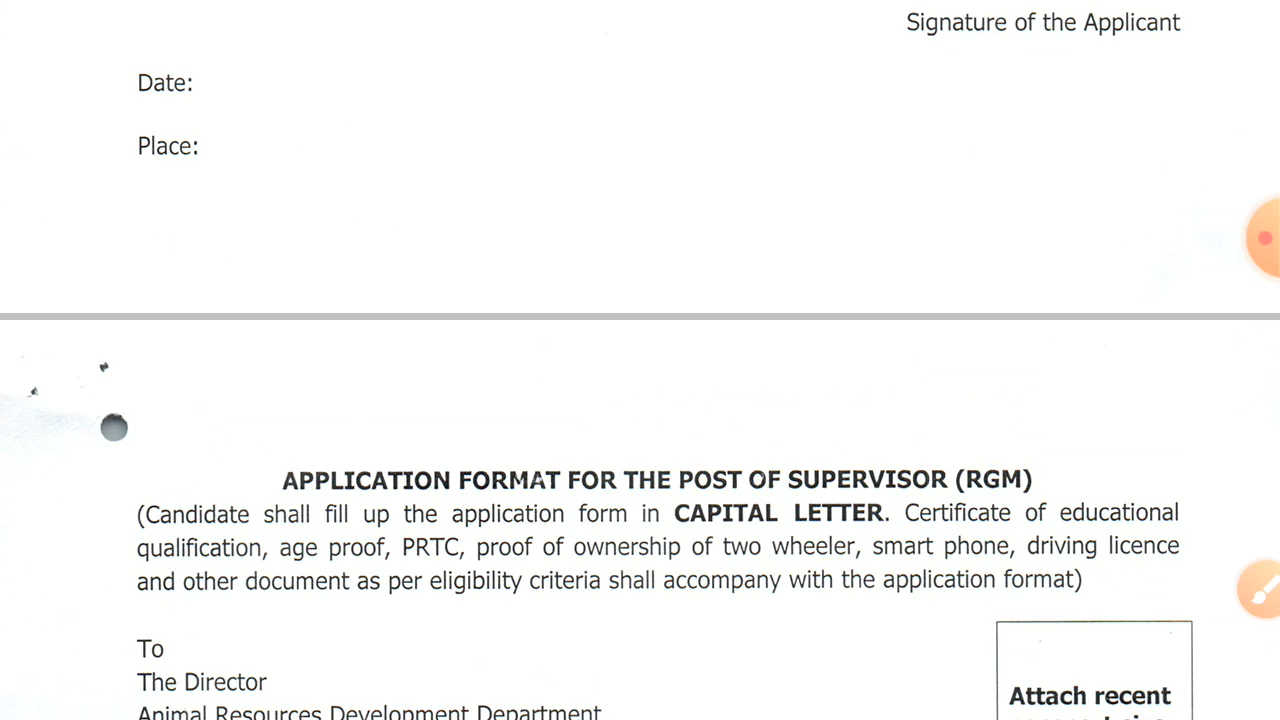 Signature of the Applicant
Date:
Place:
APPLICATION FORMAT FOR THE POST OF SUPERVISOR (RGM)
(Candidate shall fill up the application form in CAPITAL LETTER. Certificate of educational
qualification, age proof, PRTC, proof of ownership of two wheeler, smart phone, driving licence
and other document as per eligibility criteria shall accompany with the application format)
To
The Director
Animal Resources Development Department
Attach recent